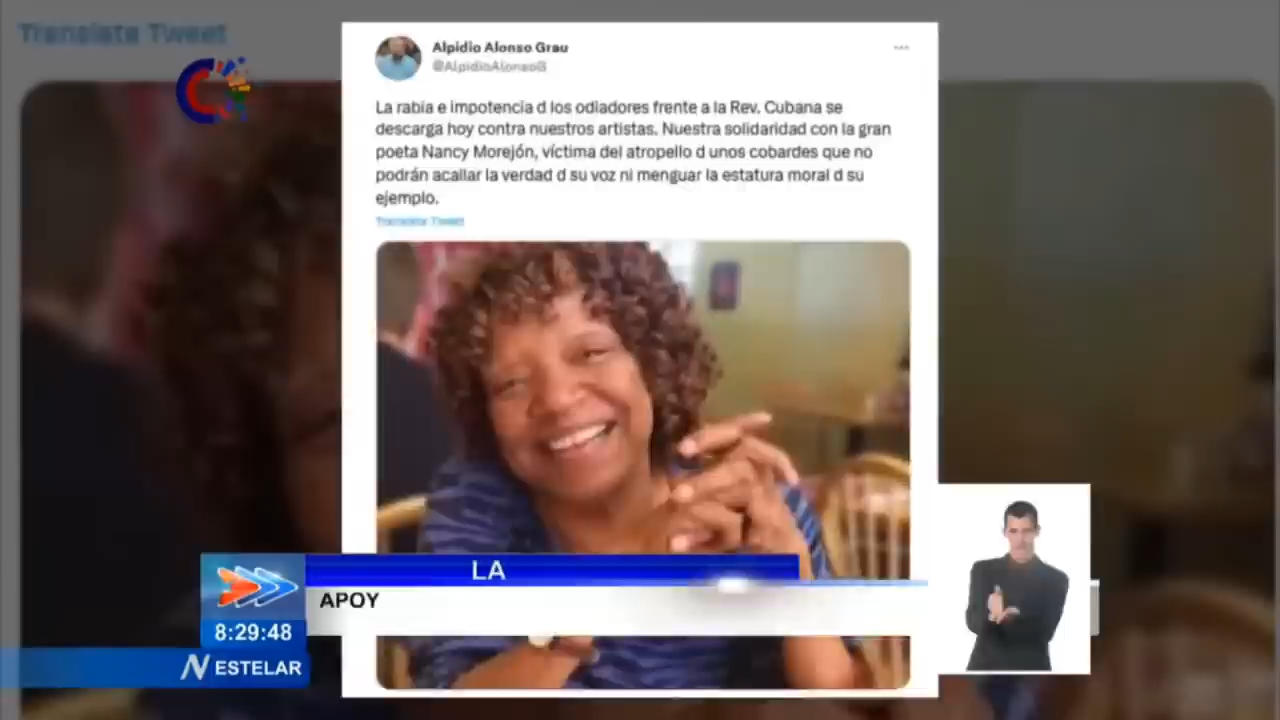 Translate Tweet
Alpidio Alonso Grau
@AlpidioAlonsoG
La rabia e impotencia d los odiadores frente a la Rev. Cubana se
descarga hoy contra nuestros artistas. Nuestra solidaridad con la gran
poeta Nancy Morejón, víctima del atropello d unos cobardes que no
podrán acallar la verdad d su voz ni menguar la estatura moral d su
ejemplo.
Translate Tweet
LA
APOY
8:29:48
N ESTELAR